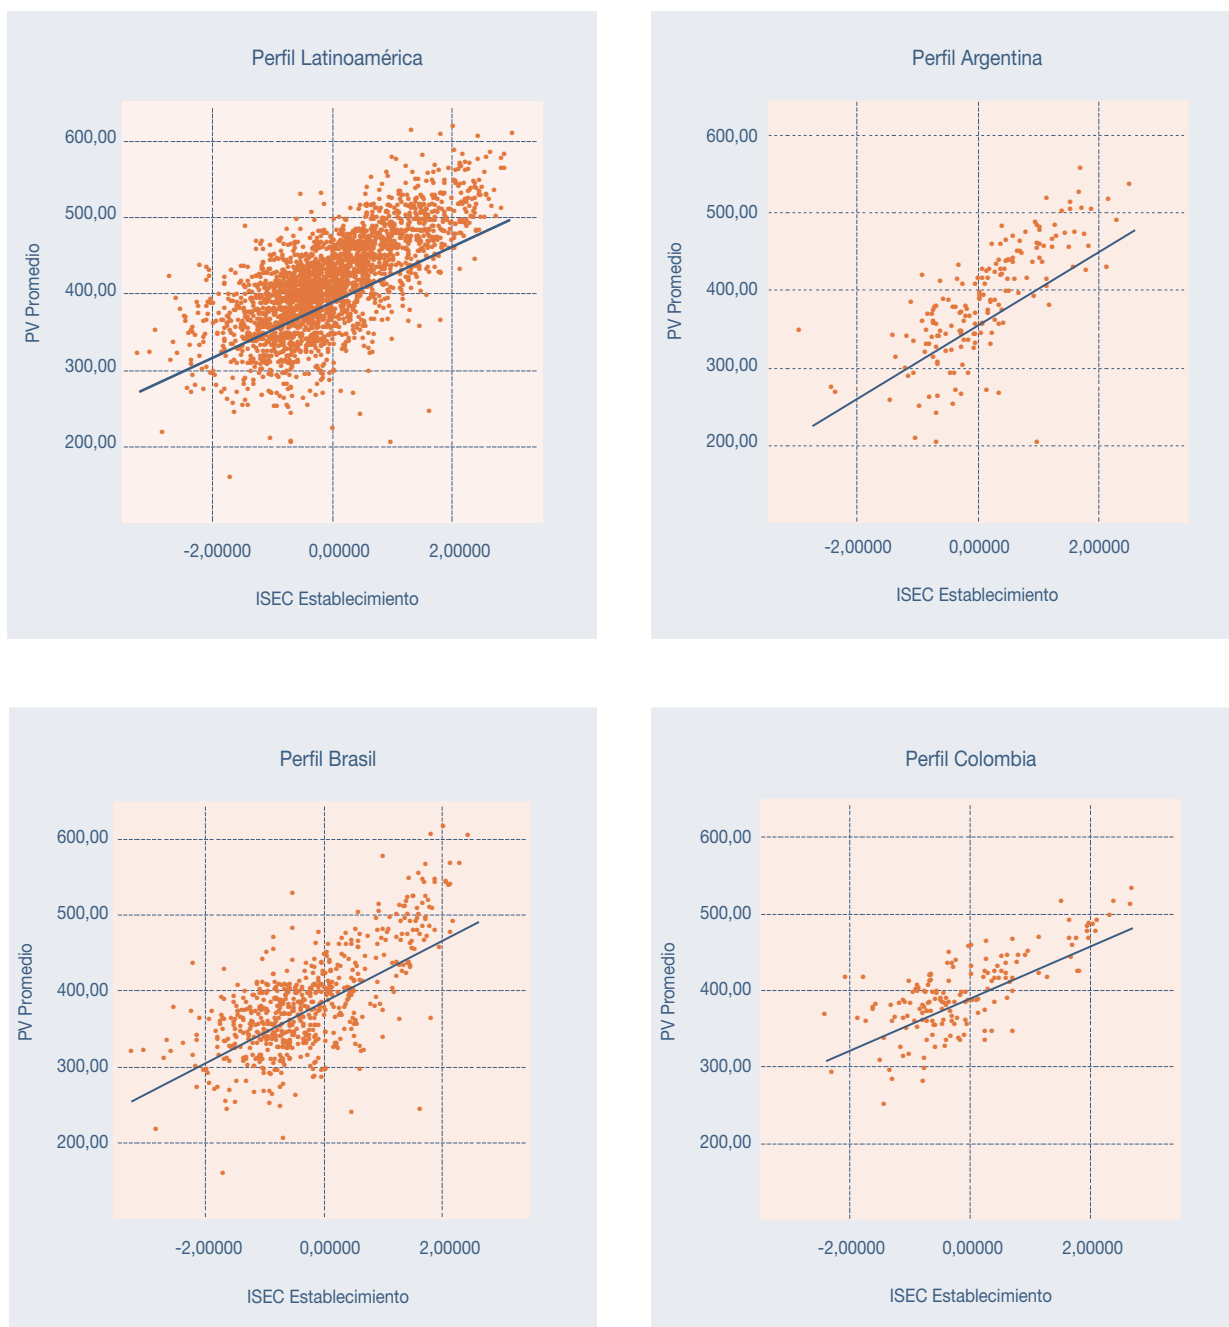 Perfil Latinoamérica
PV Promedio
600,00
500,00
400,00
300,00
200,00
-2,00000 0,00000 2,00000
ISEC Establecimiento
Perfil Argentina
PV Promedio
600,00
500,00
400,00
300,00
200,00
-2,00000 0,00000 2,00000
ISEC Establecimiento
Perfil Brasil
PV Promedio
600,00
500,00
400,00
300,00
200,00
-2,00000 0,00000 2,00000
ISEC Establecimiento
Perfil Colombia
PV Promedio
600,00
500,00
400,00
300,00
200,00
-2,00000 0,00000 2,00000
ISEC Establecimiento